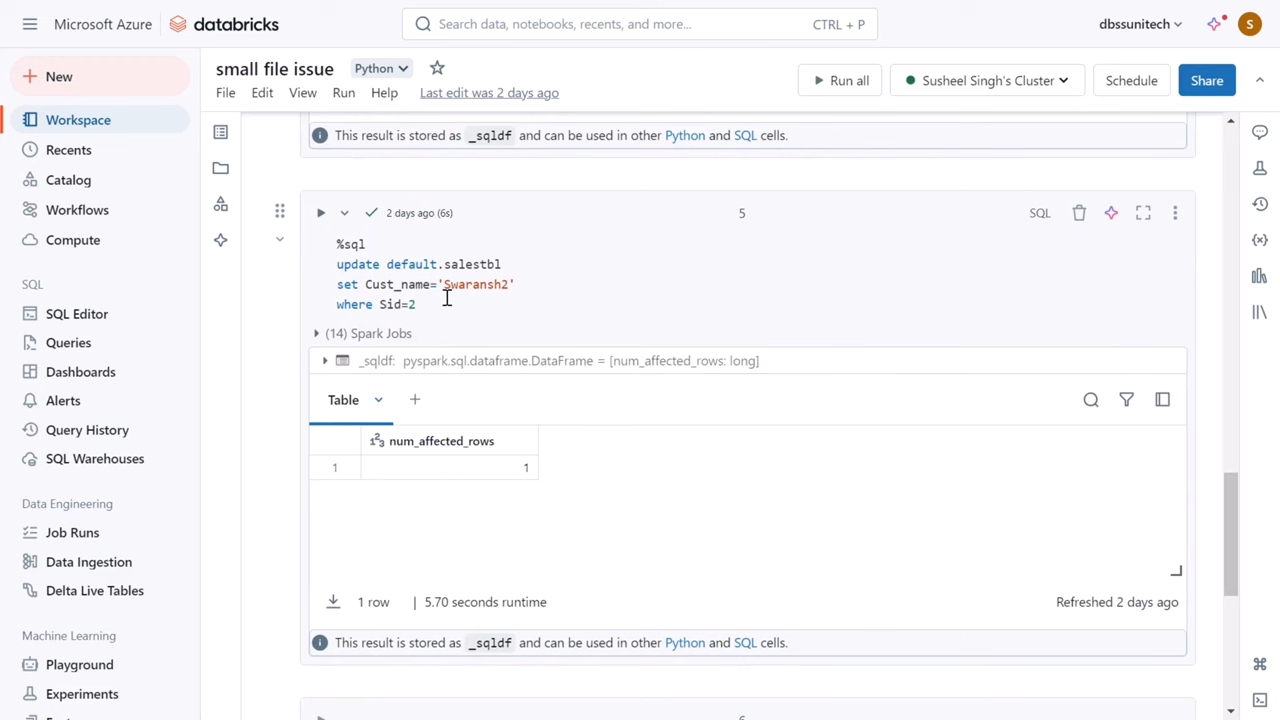 Microsoft Azure
databricks
Search data, notebooks, recents, and more...
CTRL + P
dbssunitech
S
New
Workspace
Recents
Catalog
Workflows
Compute
SQL
SQL Editor
Queries
Dashboards
Alerts
Query History
SQL Warehouses
Data Engineering
Job Runs
Data Ingestion
Delta Live Tables
Machine Learning
Playground
Experiments
small file issue
Python
File
Edit
View
Run
Help
Last edit was 2 days ago
Run all
Susheel Singh's Cluster
Schedule
Share
This result is stored as _sqldf and can be used in other Python and SQL cells.
2 days ago (6s)
5
SQL
%sql
update default.salestbl
set Cust_name='Swaransh2'
where Sid=2
(14) Spark Jobs
_sqldf: pyspark.sql.dataframe.DataFrame = [num_affected_rows: long]
Table
num_affected_rows
1 1
1 row | 5.70 seconds runtime
Refreshed 2 days ago
This result is stored as _sqldf and can be used in other Python and SQL cells.